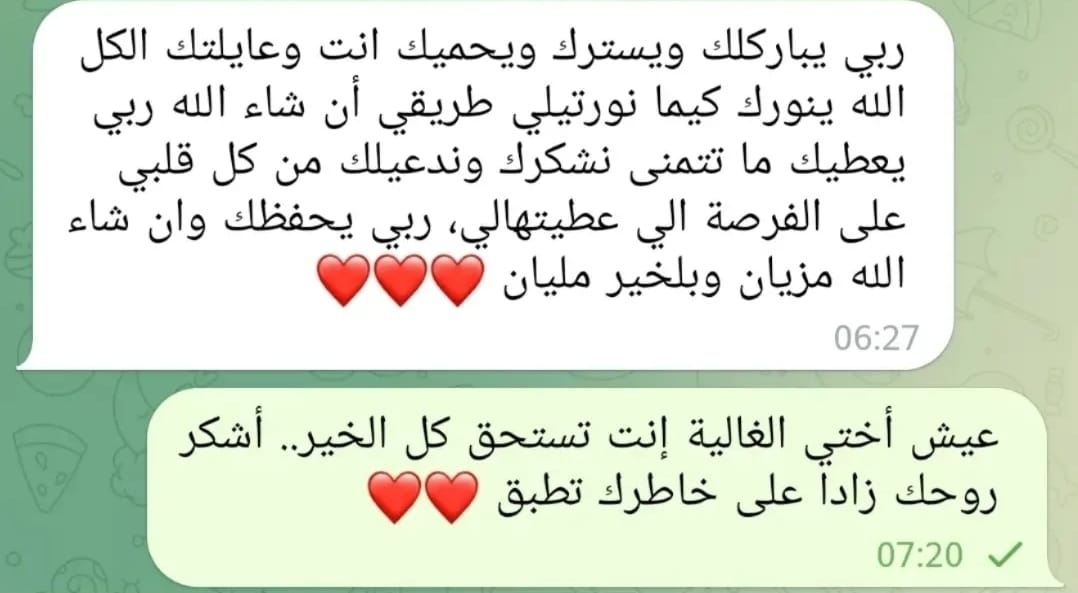 ربي يباركلك ويسترك ويحميك انت وعايلتك الكل
الله ينورك كيما نورتيلي طريقي أن شاء الله ربي
يعطيك ما تتمنى نشكرك وندعيلك من كل قلبي
على الفرصة الي عطيتهالي، ربي يحفظك وان شاء
الله مزيان وبلخير مليان ❤️❤️❤️
06:27
عيش أختي الغالية إنت تستحق كل الخير.. أشكر
روحك زادا على خاطرك تطبق ❤️❤️
07:20